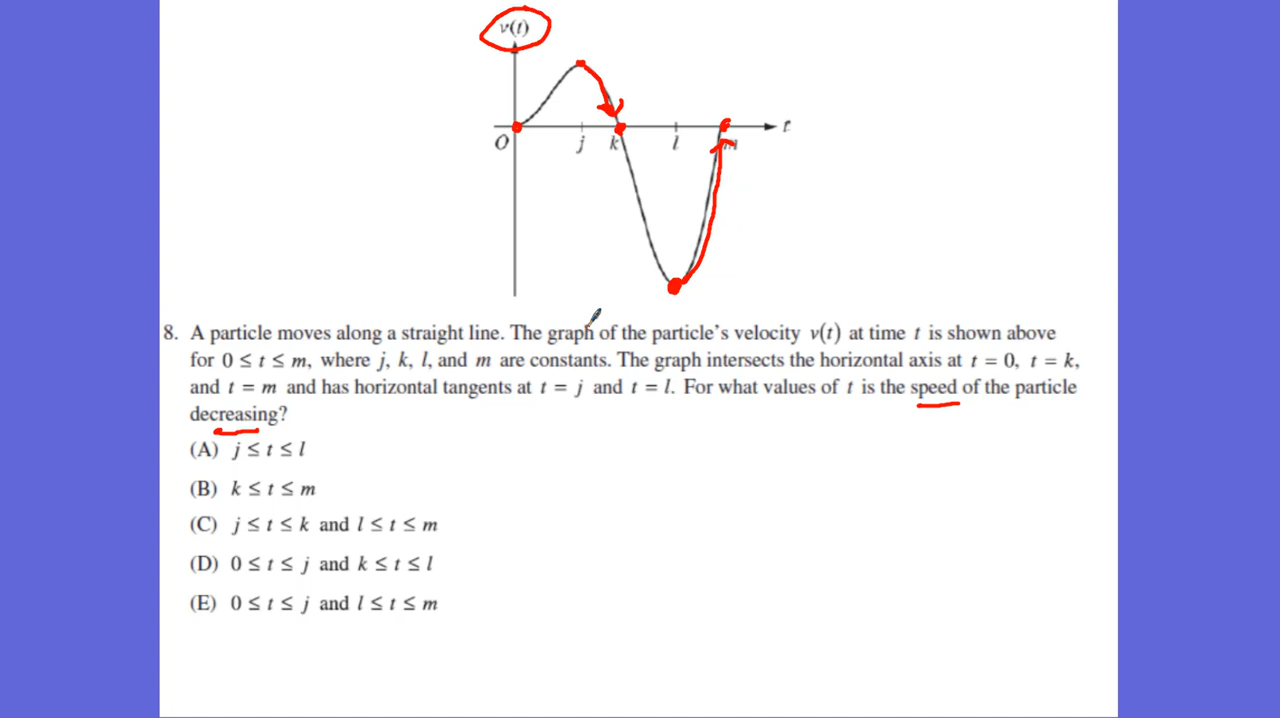 v(t)
O j k l m t
8. A particle moves along a straight line. The graph of the particle's velocity v(t) at time t is shown above
for 0 ≤ t ≤ m, where j, k, l, and m are constants. The graph intersects the horizontal axis at t = 0, t = k,
and t = m and has horizontal tangents at t = j and t = l. For what values of t is the speed of the particle
decreasing?
(A) j ≤ t ≤ l
(B) k ≤ t ≤ m
(C) j ≤ t ≤ k and l ≤ t ≤ m
(D) 0 ≤ t ≤ j and k ≤ t ≤ l
(E) 0 ≤ t ≤ j and l ≤ t ≤ m